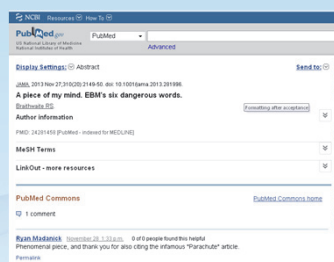 NCBI Resources How To
PubMed.gov PubMed
US National Library of Medicine
National Institutes of Health
Advanced
Display Settings: Abstract Send to:
JAMA. 2013 Nov 27;310(20):2149-50. doi: 10.1001/jama.2013.281996.
A piece of my mind. EBM's six dangerous words.
Braithwaite RS.
Formatting after acceptance
Author information
PMID: 24281458 [PubMed - indexed for MEDLINE]
MeSH Terms
LinkOut - more resources
PubMed Commons PubMed Commons home
1 comment
Ryan Madanick November 29, 1:33 a.m. 0 of 0 people found this helpful
Phenomenal piece, and thank you for also citing the infamous "Parachute" article.
Permalink